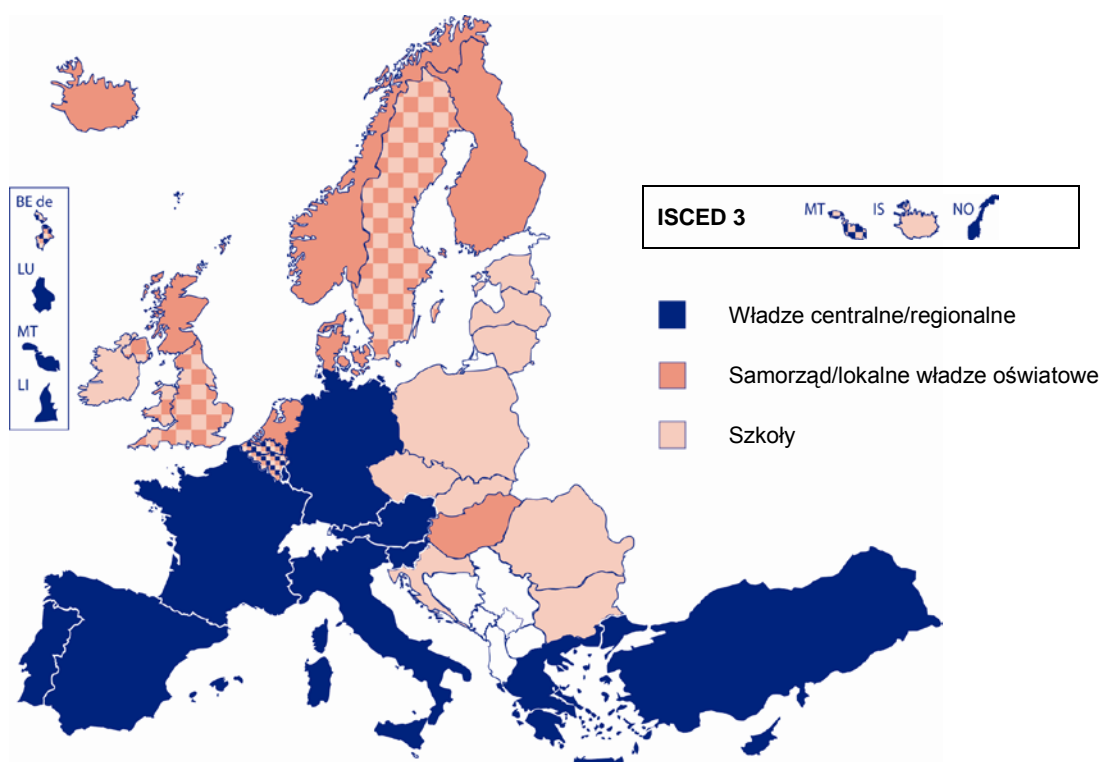 BE de
LU
MT
LI
ISCED 3 MT IS NO
Władze centralne/regionalne
Samorząd/lokalne władze oświatowe
Szkoły